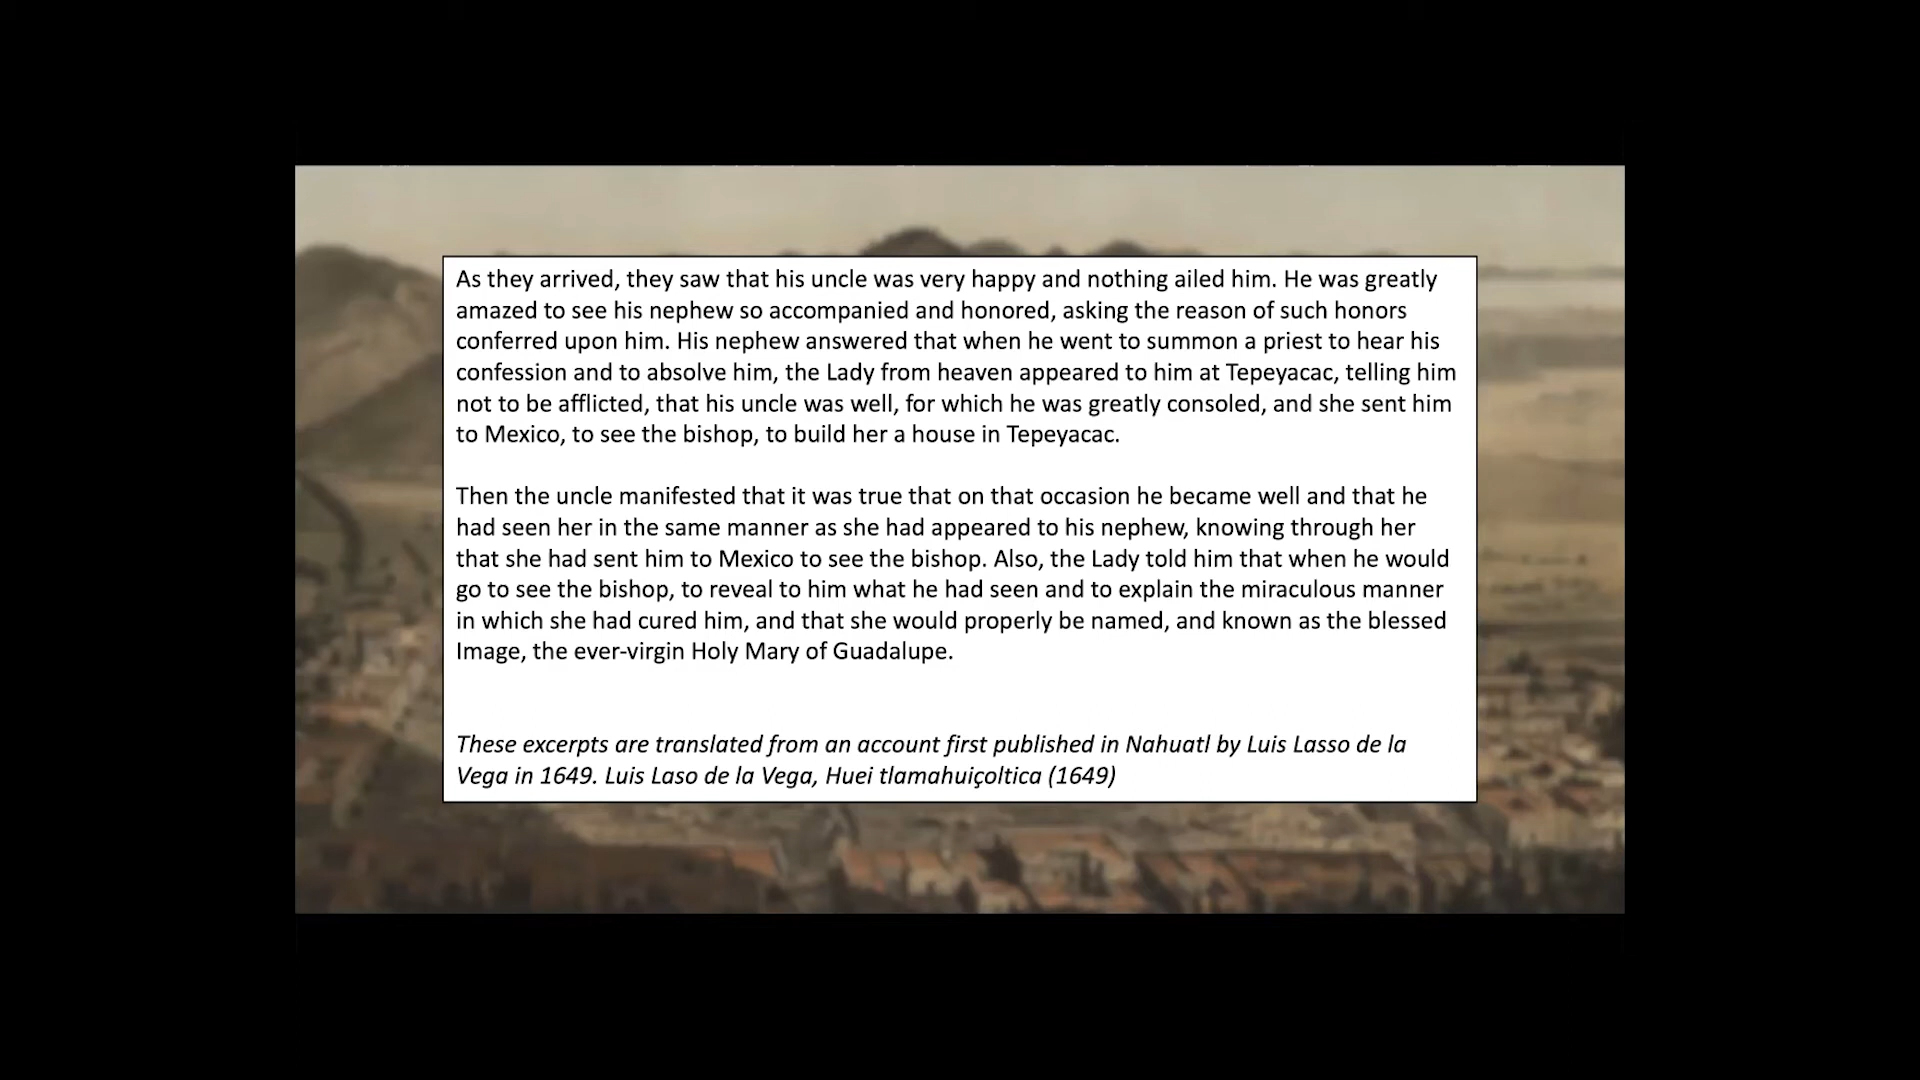 As they arrived, they saw that his uncle was very happy and nothing ailed him. He was greatly
amazed to see his nephew so accompanied and honored, asking the reason of such honors
conferred upon him. His nephew answered that when he went to summon a priest to hear his
confession and to absolve him, the Lady from heaven appeared to him at Tepeyacac, telling him
not to be afflicted, that his uncle was well, for which he was greatly consoled, and she sent him
to Mexico, to see the bishop, to build her a house in Tepeyacac.
Then the uncle manifested that it was true that on that occasion he became well and that he
had seen her in the same manner as she had appeared to his nephew, knowing through her
that she had sent him to Mexico to see the bishop. Also, the Lady told him that when he would
go to see the bishop, to reveal to him what he had seen and to explain the miraculous manner
in which she had cured him, and that she would properly be named, and known as the blessed
Image, the ever-virgin Holy Mary of Guadalupe.
These excerpts are translated from an account first published in Nahuatl by Luis Lasso de la
Vega in 1649. Luis Laso de la Vega, Huei tlamahuiçoltica (1649)